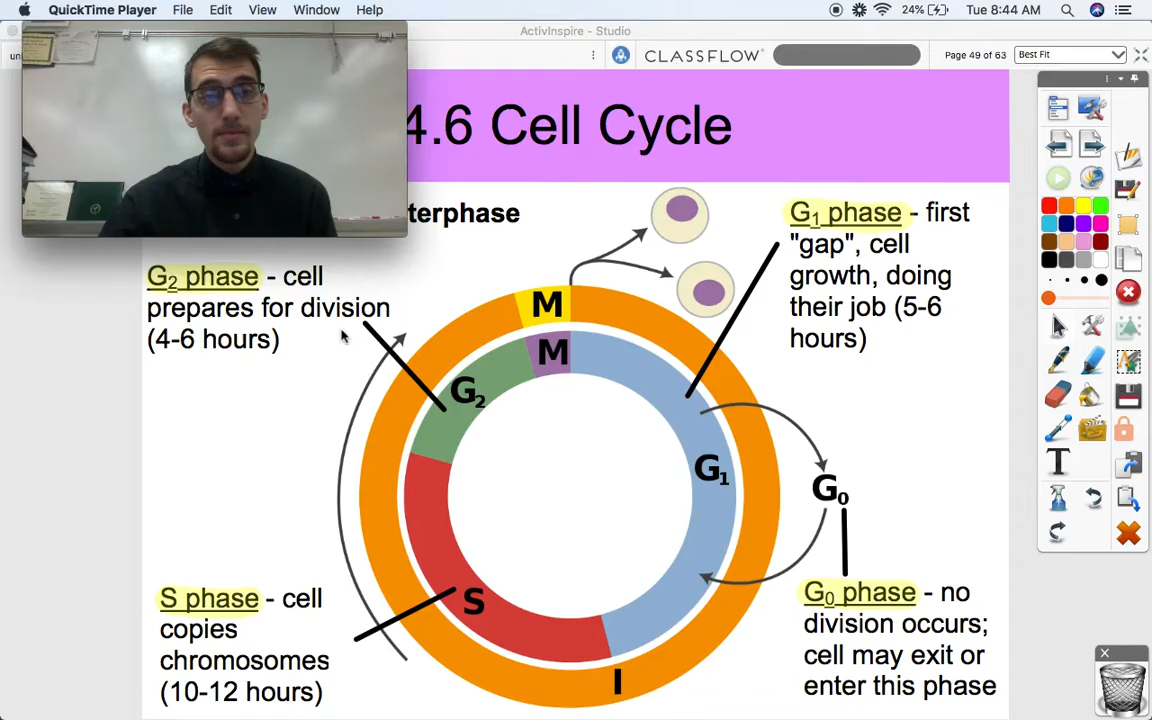 QuickTime Player File Edit View Window Help 24% Tue 8:44 AM
ActivInspire - Studio
un
CLASSFLOW
Page 49 of 63
Best Fit
4.6 Cell Cycle
terphase
G₂ phase - cell
prepares for division
(4-6 hours)
G₁ phase - first
"gap", cell
growth, doing
their job (5-6
hours)
M
M
G₂
G₁
G₀
S
I
S phase - cell
copies
chromosomes
(10-12 hours)
G₀ phase - no
division occurs;
cell may exit or
enter this phase
T